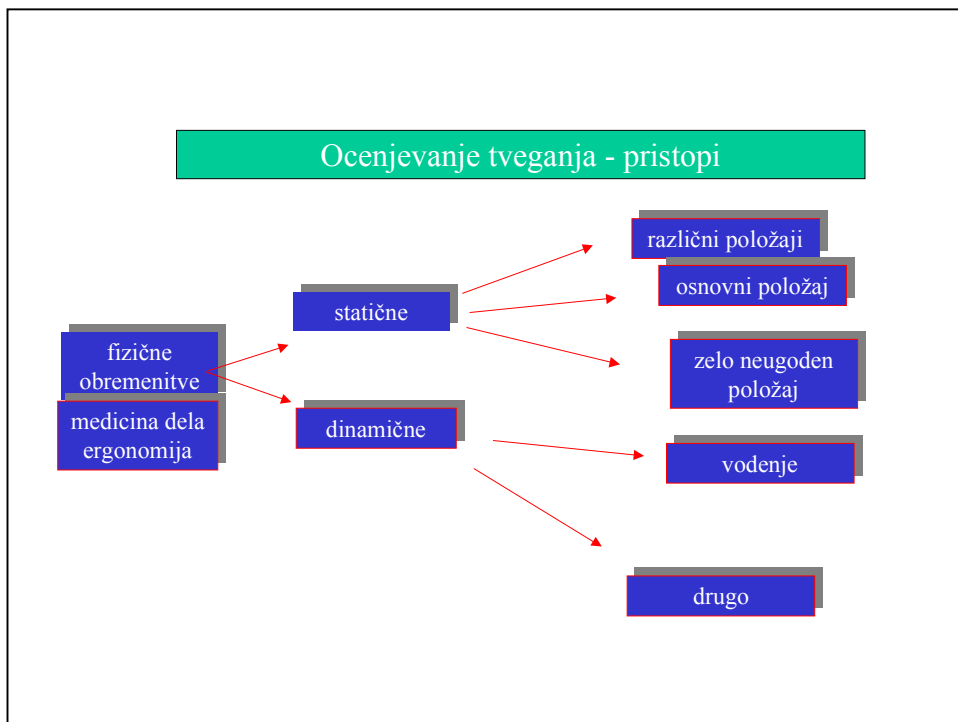 Ocenjevanje tveganja - pristopi
fizične
obremenitve
medicina dela
ergonomija
statične
dinamične
različni položaji
osnovni položaj
zelo neugoden
položaj
vodenje
drugo